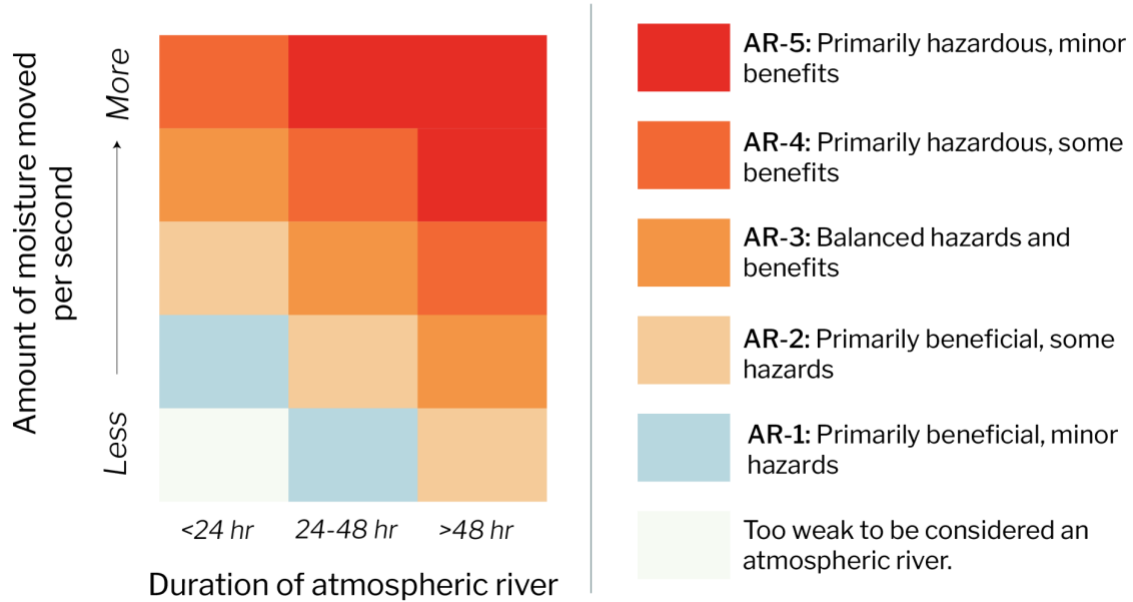 Amount of moisture moved
per second
More
Less
<24 hr
24-48 hr
>48 hr
Duration of atmospheric river
AR-5: Primarily hazardous, minor
benefits
AR-4: Primarily hazardous, some
benefits
AR-3: Balanced hazards and
benefits
AR-2: Primarily beneficial, some
hazards
AR-1: Primarily beneficial, minor
hazards
Too weak to be considered an
atmospheric river.